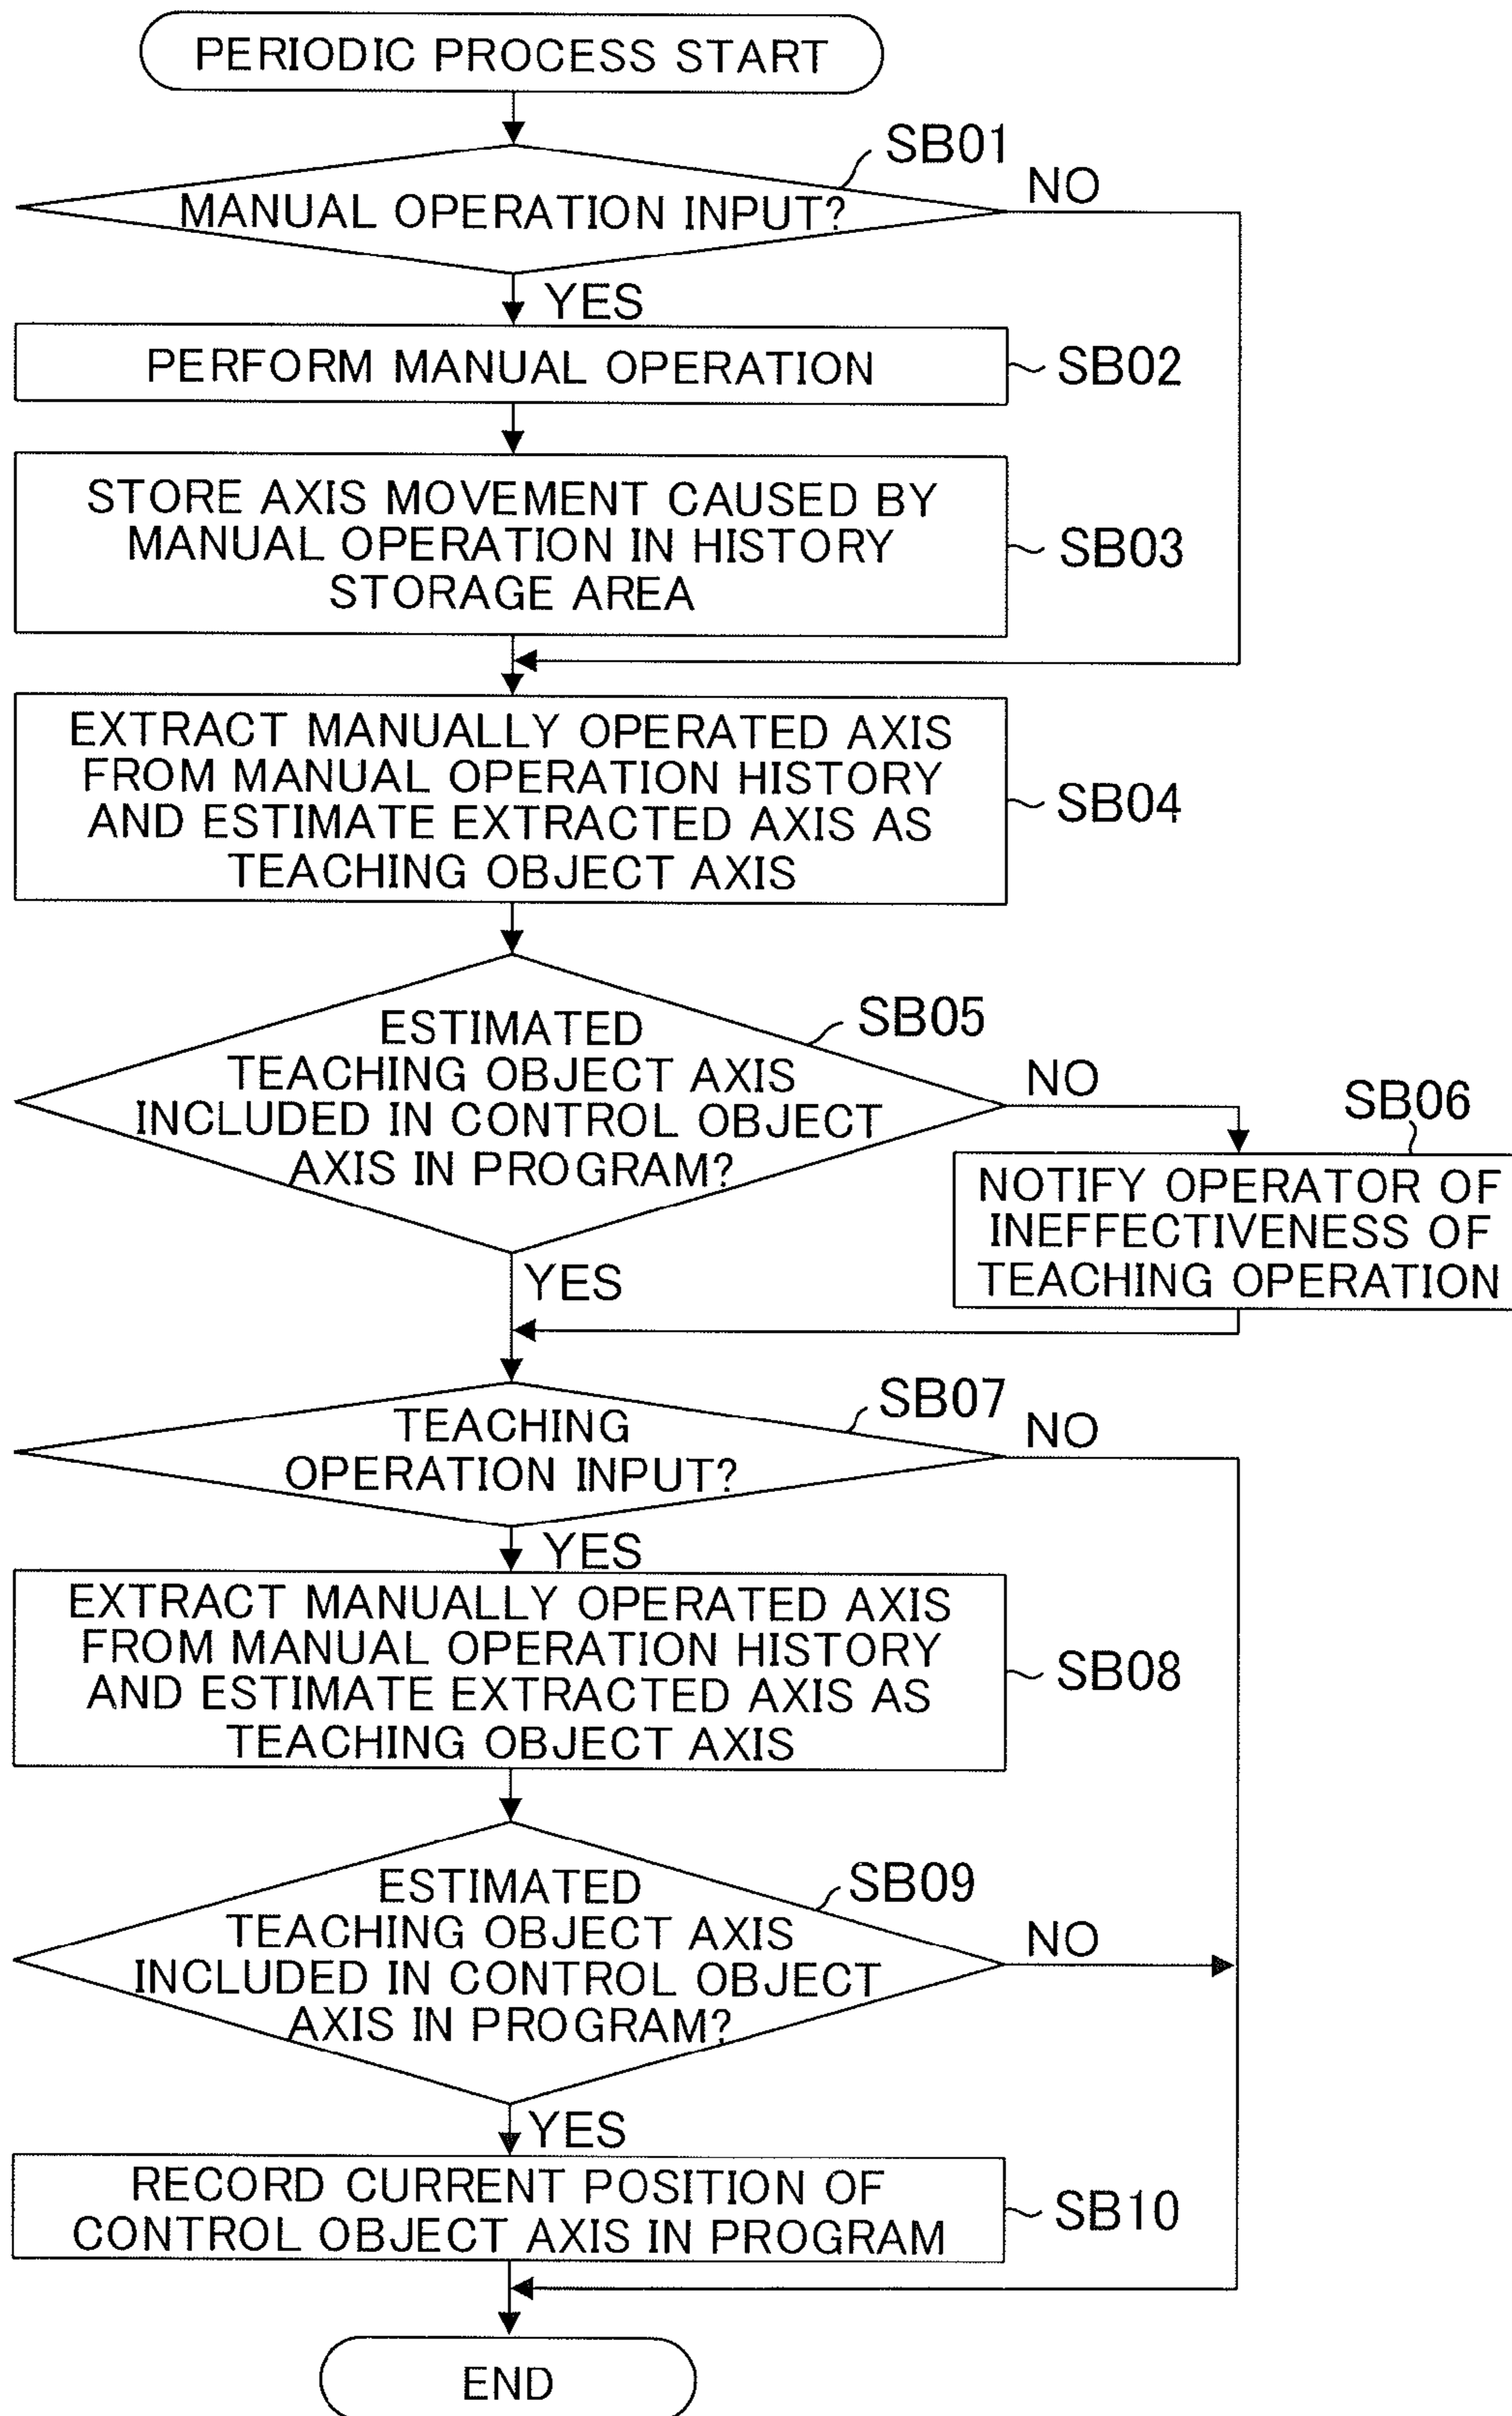 PERIODIC PROCESS START
SB01
NO
MANUAL OPERATION INPUT?
YES
PERFORM MANUAL OPERATION
SB02
STORE AXIS MOVEMENT CAUSED BY
MANUAL OPERATION IN HISTORY
STORAGE AREA
SB03
EXTRACT MANUALLY OPERATED AXIS
FROM MANUAL OPERATION HISTORY
AND ESTIMATE EXTRACTED AXIS AS
TEACHING OBJECT AXIS
SB04
ESTIMATED
TEACHING OBJECT AXIS
INCLUDED IN CONTROL OBJECT
AXIS IN PROGRAM?
SB05
NO
SB06
NOTIFY OPERATOR OF
INEFFECTIVENESS OF
TEACHING OPERATION
YES
TEACHING
OPERATION INPUT?
SB07
NO
YES
EXTRACT MANUALLY OPERATED AXIS
FROM MANUAL OPERATION HISTORY
AND ESTIMATE EXTRACTED AXIS AS
TEACHING OBJECT AXIS
SB08
ESTIMATED
TEACHING OBJECT AXIS
INCLUDED IN CONTROL OBJECT
AXIS IN PROGRAM?
SB09
NO
YES
RECORD CURRENT POSITION OF
CONTROL OBJECT AXIS IN PROGRAM
SB10
END